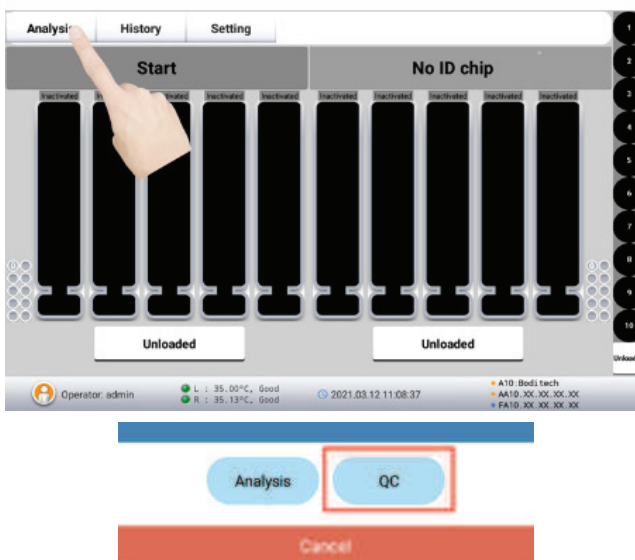 Analysis History Setting
Start No ID chip
Inactivated Inactivated Inactivated Inactivated Inactivated Inactivated Inactivated Inactivated
Unloaded Unloaded
Operator: admin
L : 35.00°C, Good
R : 35.13°C, Good
2021.03.12 11:08:37
A10:Boditech
AA10.XX.XX.XX.XX
FA10.XX.XX.XX.XX
1
2
3
4
5
6
7
8
9
10
Analysis QC
Cancel